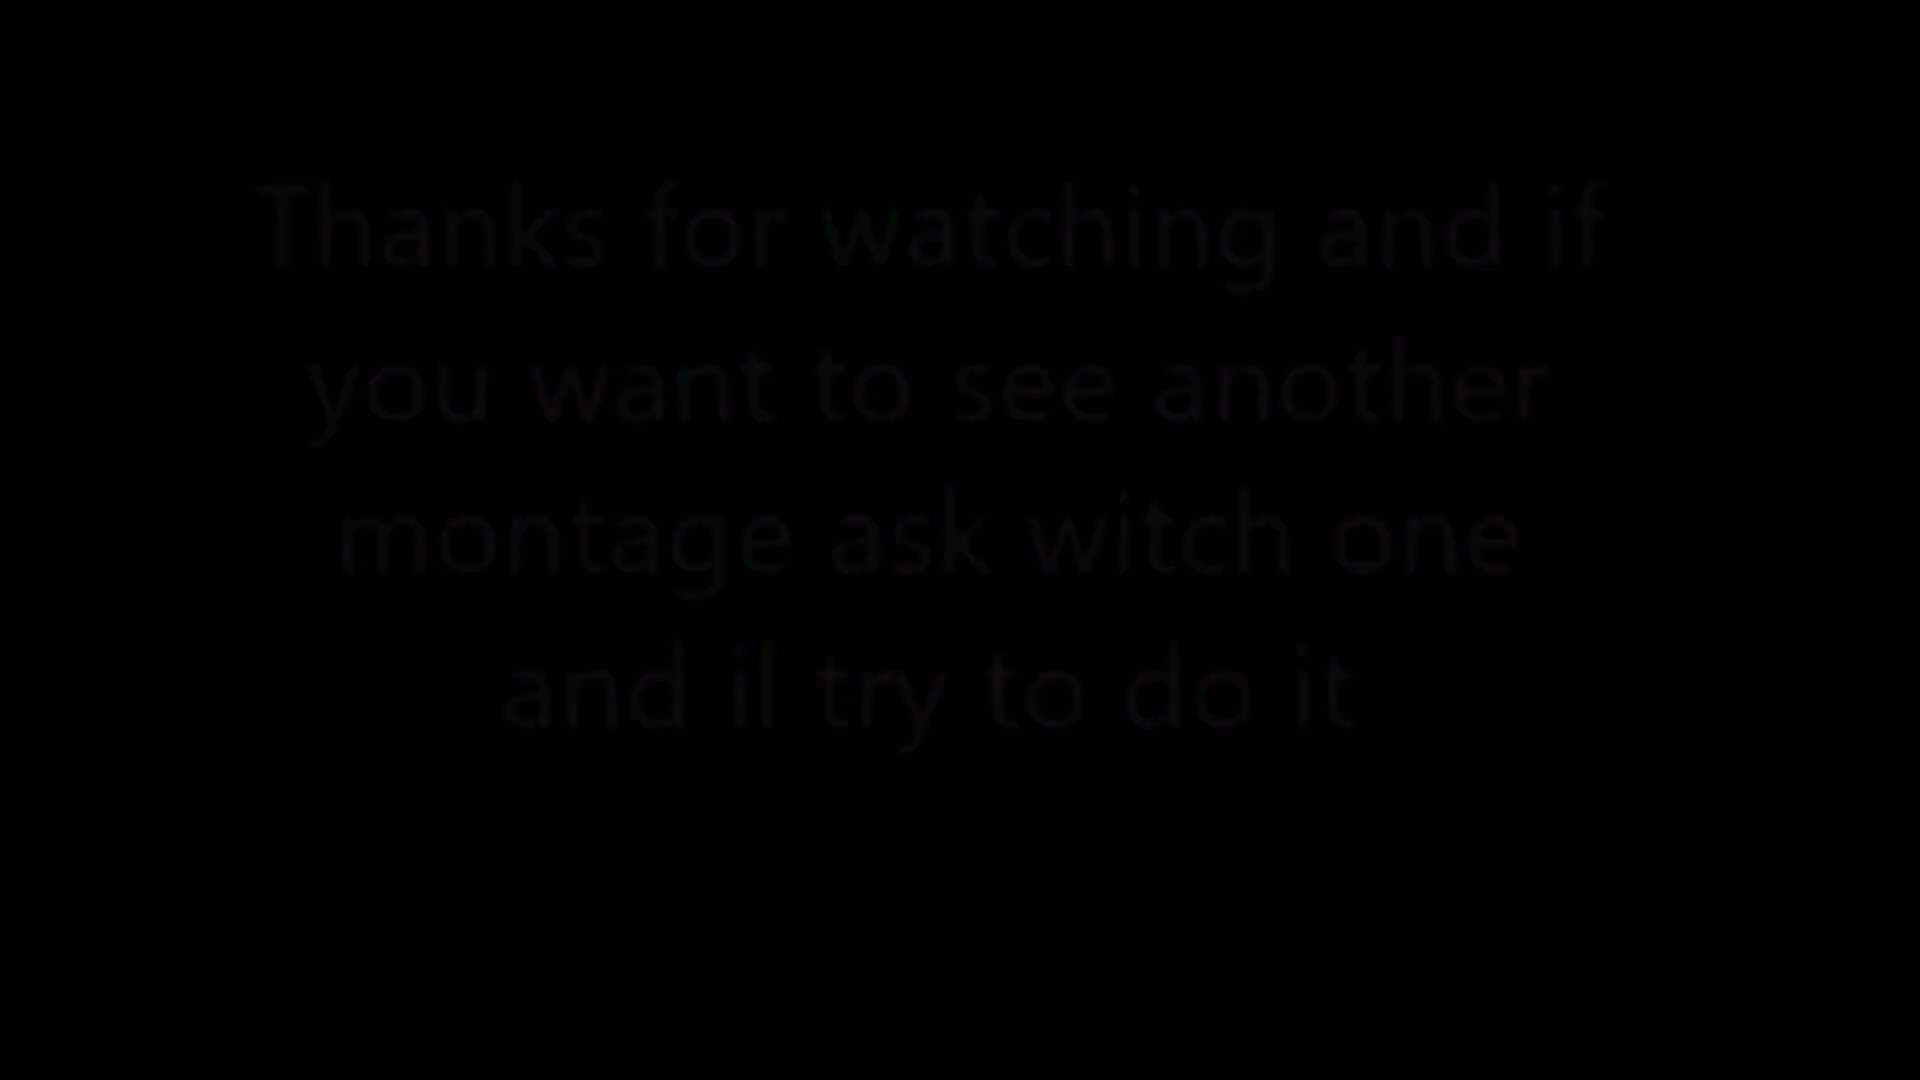 Thanks for watching and if
you want to see another
montage ask witch one
and il try to do it